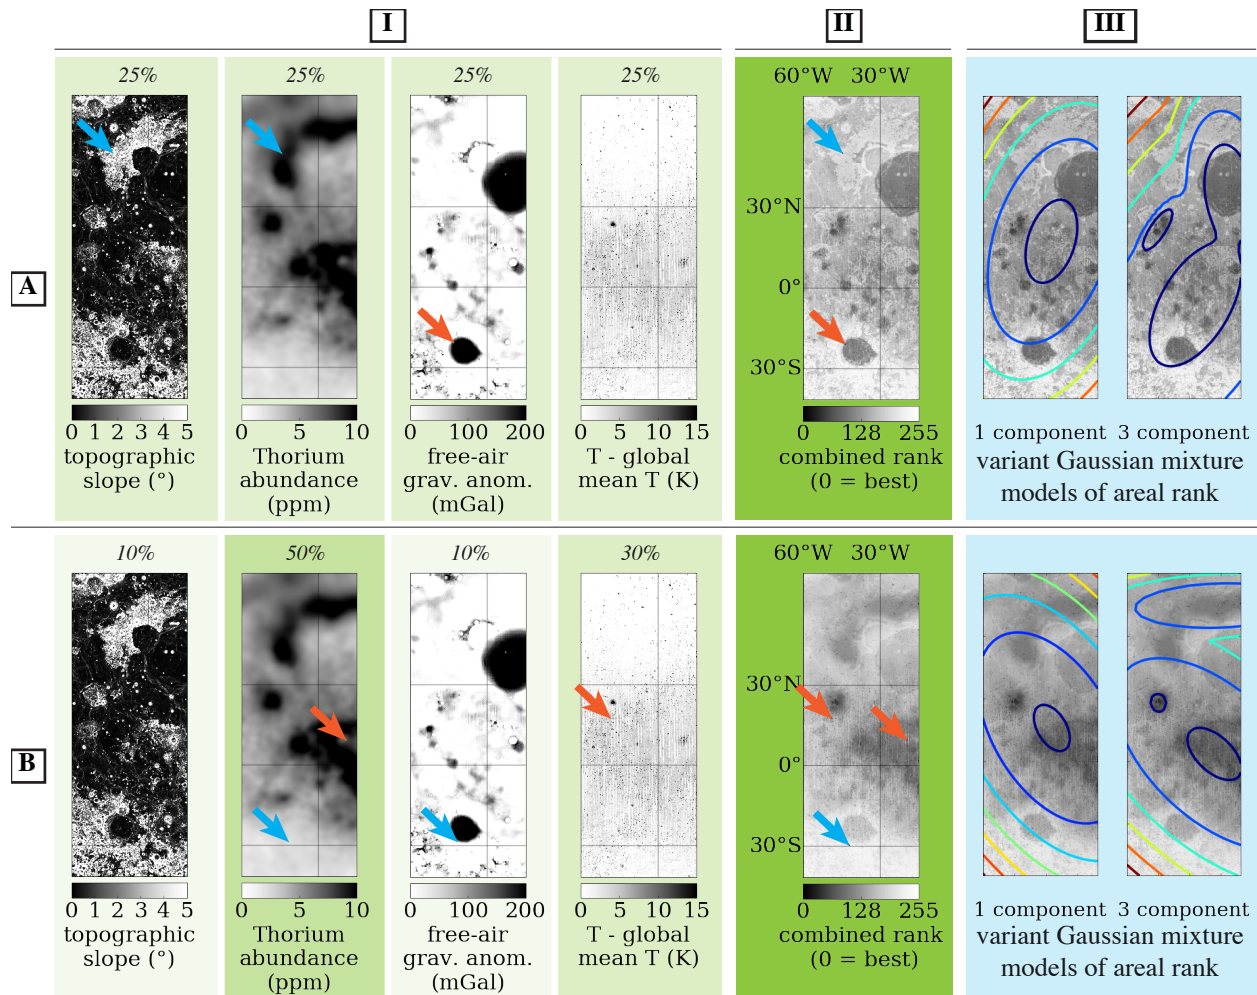 I II III
25% 25% 25% 25% 60°W 30°W
30°N
A
0°
30°S
0 1 2 3 4 5 0 10 0 100 200 0 5 10 15 0 128 255
topographic slope (°)
Thorium abundance (ppm)
free-air grav. anom. (mGal)
T - global mean T (K)
combined rank (0 = best)
1 component 3 component
variant Gaussian mixture
models of areal rank
10% 50% 10% 30% 60°W 30°W
30°N
B
0°
30°S
0 1 2 3 4 5 0 10 0 100 200 0 5 10 15 0 128 255
topographic slope (°)
Thorium abundance (ppm)
free-air grav. anom. (mGal)
T - global mean T (K)
combined rank (0 = best)
1 component 3 component
variant Gaussian mixture
models of areal rank